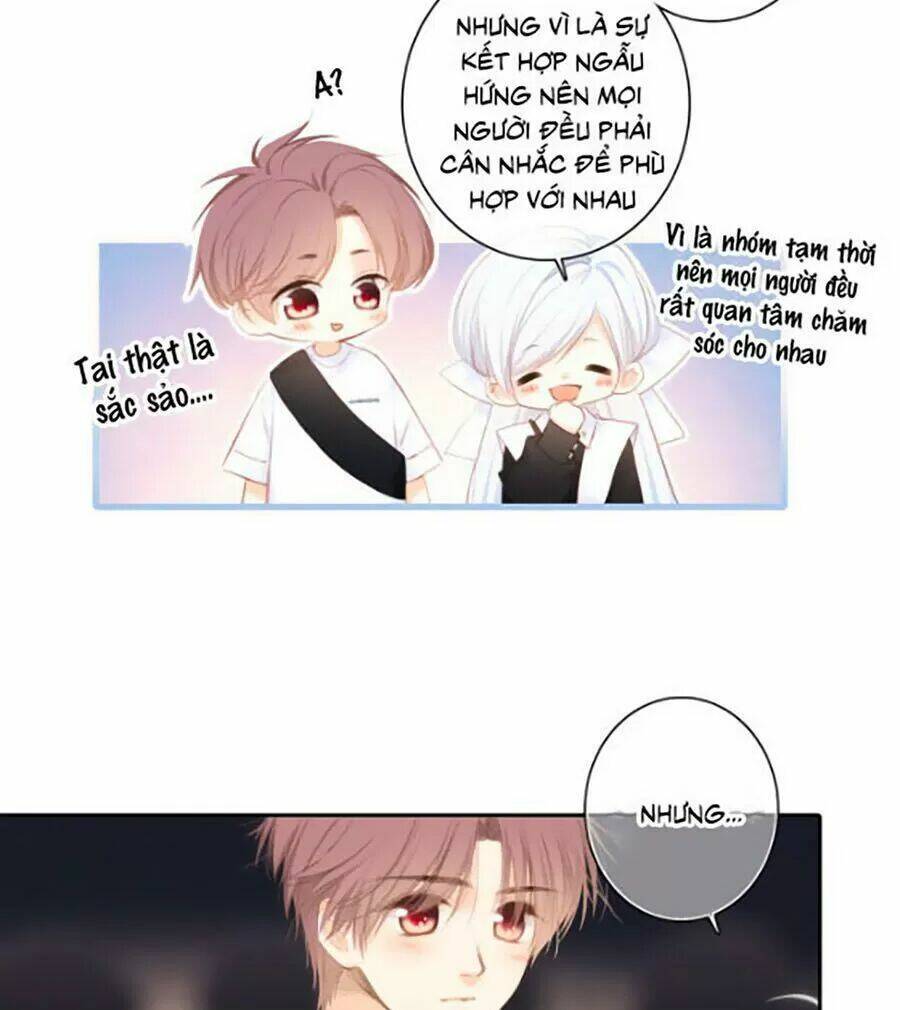 NHƯNG VÌ LÀ SỰ
KẾT HỢP NGẪU
HỨNG NÊN MỌI
NGƯỜI ĐỀU PHẢI
CÂN NHẮC ĐỂ PHÙ
HỢP VỚI NHAU
A?
Vì là nhóm tạm thời
nên mọi người đều
rất quan tâm chăm
sóc cho nhau
Tai thật là
sắc sảo....
NHƯNG...